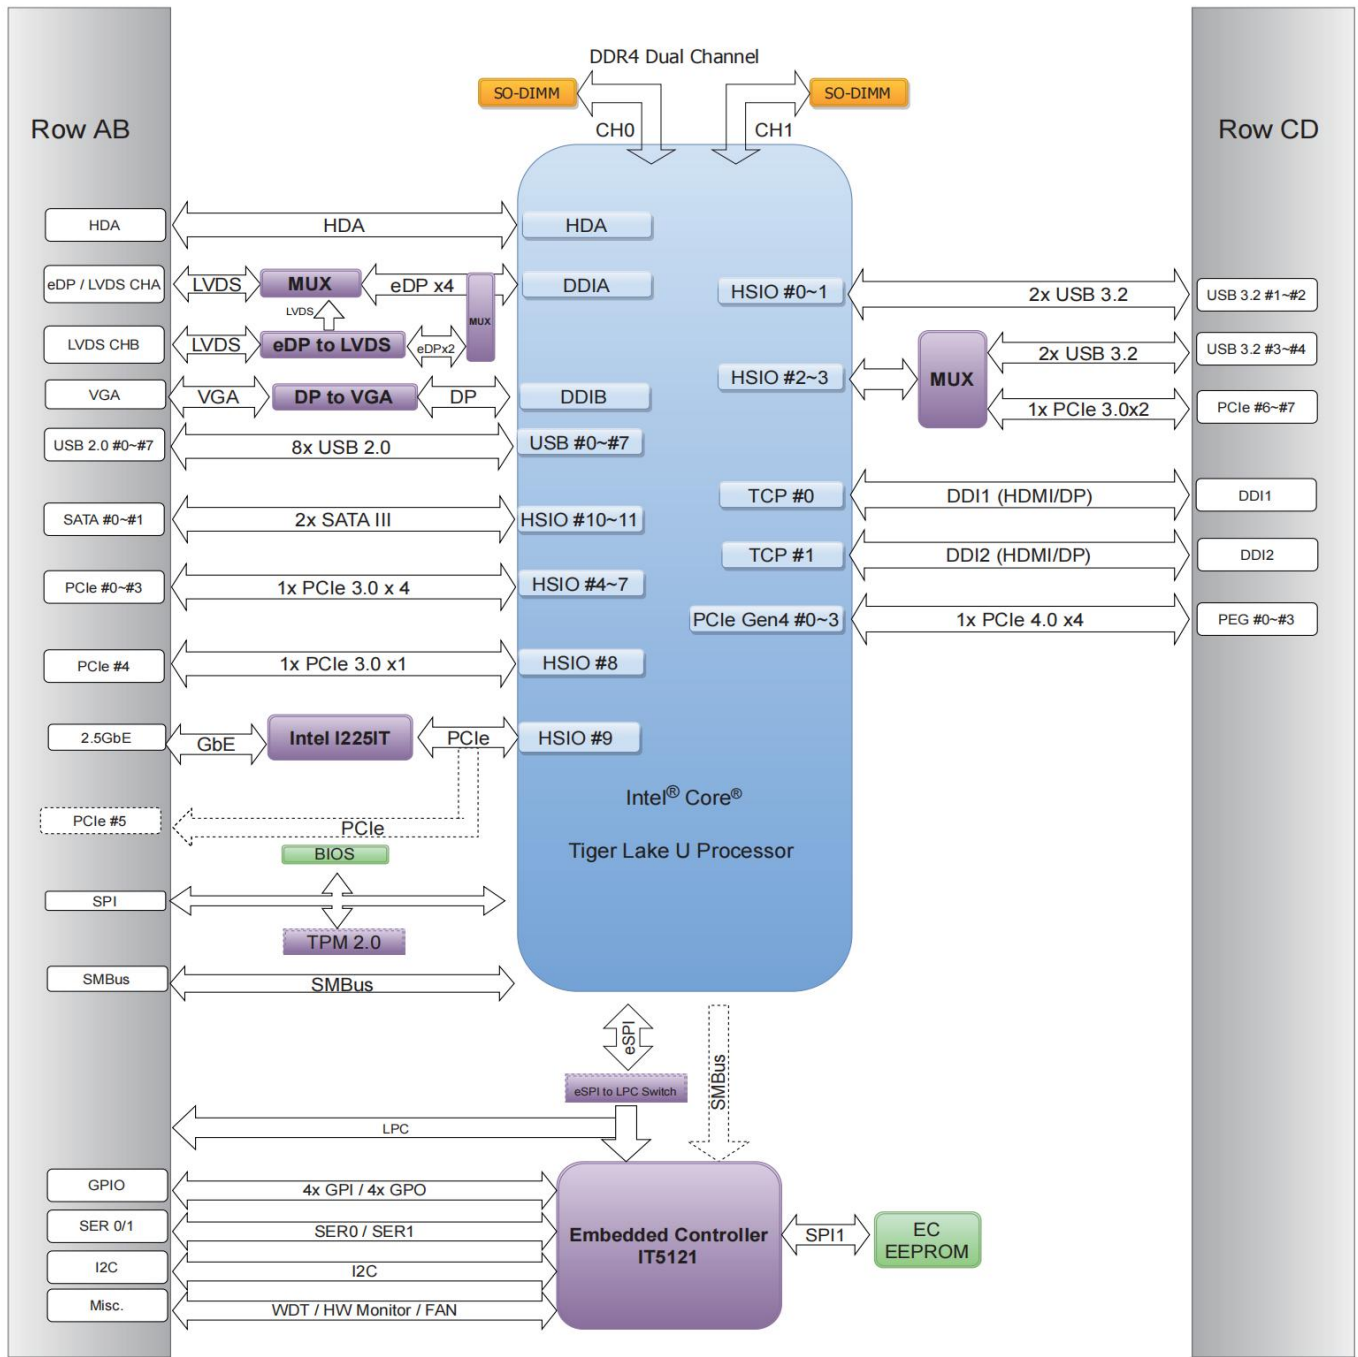 DDR4 Dual Channel
SO-DIMM
SO-DIMM
CH0
CH1
Row AB
Row CD
HDA
HDA
HDA
eDP / LVDS CHA
LVDS
MUX
eDP x4
DDIA
LVDS
MUX
LVDS CHB
LVDS
eDP to LVDS
eDPx2
VGA
VGA
DP to VGA
DP
DDIB
USB 2.0 #0~#7
8x USB 2.0
USB #0~#7
SATA #0~#1
2x SATA III
HSIO #10~11
PCIe #0~#3
1x PCIe 3.0 x 4
HSIO #4~7
PCIe #4
1x PCIe 3.0 x1
HSIO #8
2.5GbE
GbE
Intel I225IT
PCIe
HSIO #9
PCIe #5
PCIe
BIOS
SPI
TPM 2.0
SMBus
SMBus
HSIO #0~1
2x USB 3.2
USB 3.2 #1~#2
HSIO #2~3
MUX
2x USB 3.2
USB 3.2 #3~#4
1x PCIe 3.0x2
PCIe #6~#7
TCP #0
DDI1 (HDMI/DP)
DDI1
TCP #1
DDI2 (HDMI/DP)
DDI2
PCIe Gen4 #0~3
1x PCIe 4.0 x4
PEG #0~#3
Intel® Core®
Tiger Lake U Processor
eSPI
SMBus
eSPI to LPC Switch
LPC
GPIO
4x GPI / 4x GPO
SER 0/1
SER0 / SER1
I2C
I2C
Misc.
WDT / HW Monitor / FAN
Embedded Controller
IT5121
SPI1
EC
EEPROM